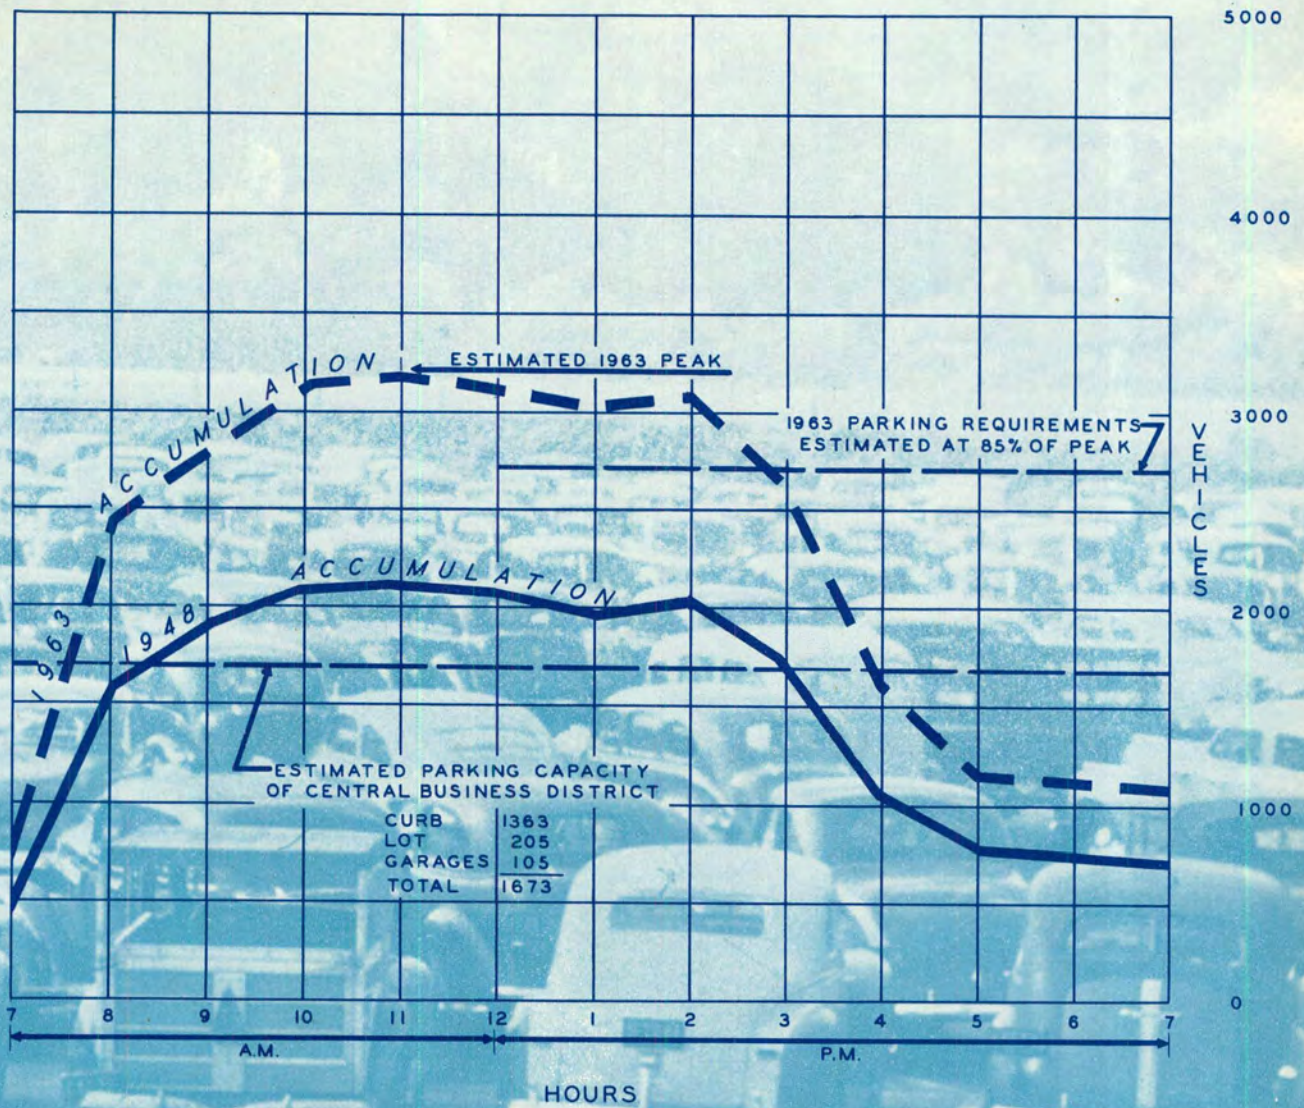 5000
4000
1963 ACCUMULATION
ESTIMATED 1963 PEAK
3000
1963 PARKING REQUIREMENTS
ESTIMATED AT 85% OF PEAK
VEHICLES
1948 ACCUMULATION
2000
ESTIMATED PARKING CAPACITY
OF CENTRAL BUSINESS DISTRICT
CURB 1363
LOT 205
GARAGES 105
TOTAL 1673
1000
0
7 8 9 10 11 12 1 2 3 4 5 6 7
A.M. P.M.
HOURS